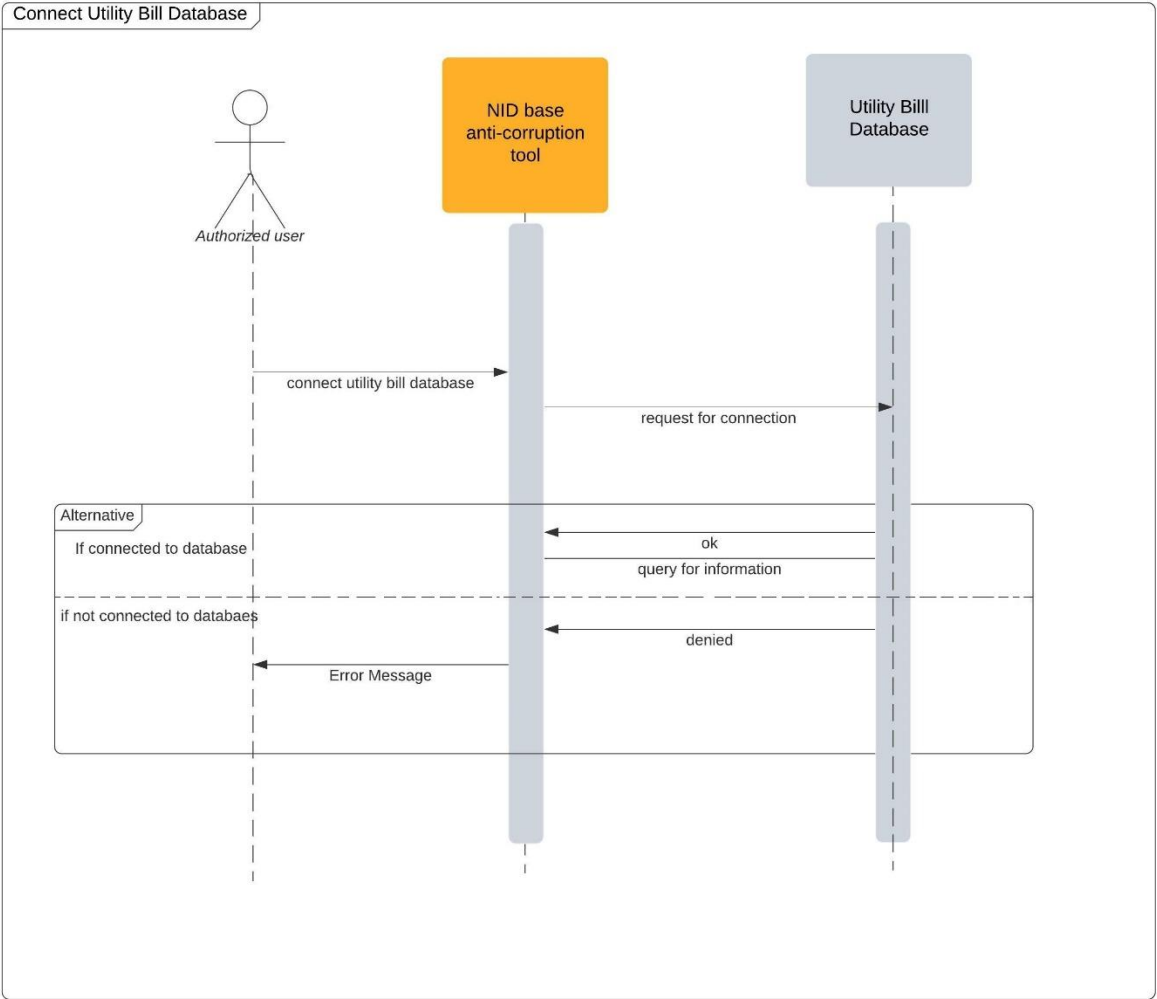 Connect Utility Bill Database
NID base
anti-corruption
tool
Utility Billl
Database
Authorized user
connect utility bill database
request for connection
Alternative
ok
If connected to database
query for information
if not connected to databaes
denied
Error Message